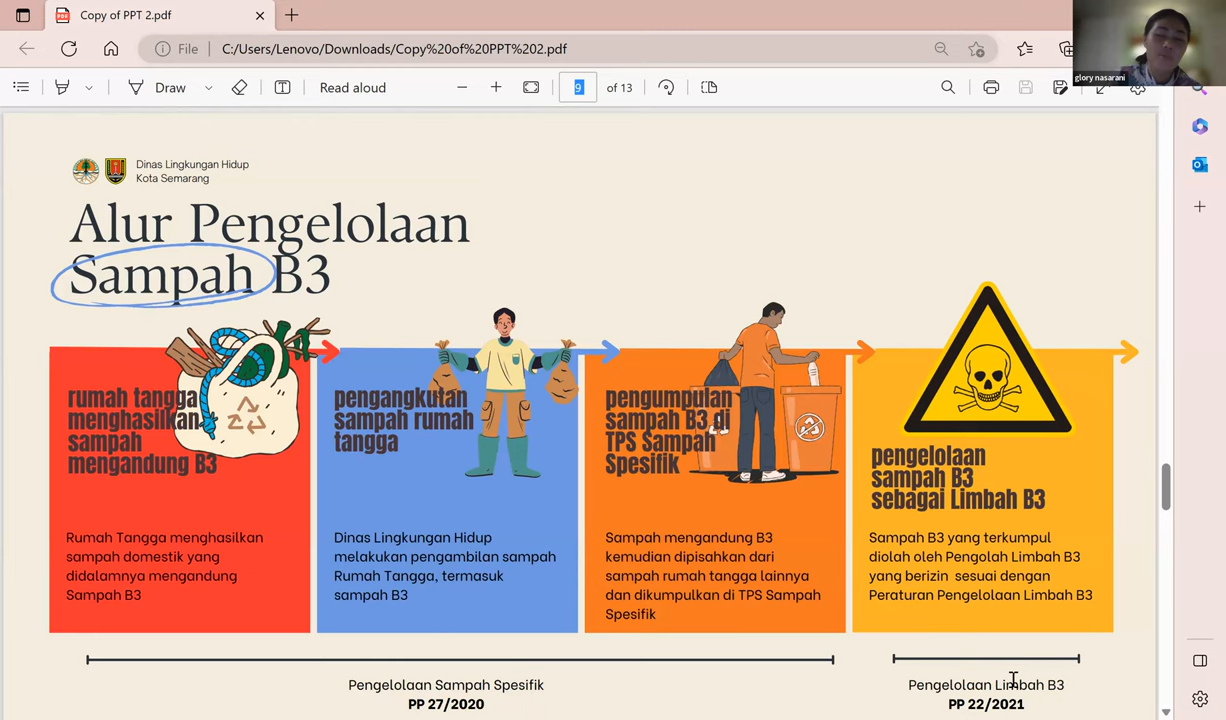 Copy of PPT 2.pdf
File
C:/Users/Lenovo/Downloads/Copy%20of%20PPT%202.pdf
glory nasarani
Draw
Read aloud
9 of 13
Dinas Lingkungan Hidup
Kota Semarang
Alur Pengelolaan
Sampah B3
rumah tangga
menghasilkan
sampah
mengandung B3
Rumah Tangga menghasilkan
sampah domestik yang
didalamnya mengandung
Sampah B3
pengangkutan
sampah rumah
tangga
Dinas Lingkungan Hidup
melakukan pengambilan sampah
Rumah Tangga, termasuk
sampah B3
pengumpulan
sampah B3 di
TPS Sampah
Spesifik
Sampah mengandung B3
kemudian dipisahkan dari
sampah rumah tangga lainnya
dan dikumpulkan di TPS Sampah
Spesifik
pengelolaan
sampah B3
sebagai Limbah B3
Sampah B3 yang terkumpul
diolah oleh Pengolah Limbah B3
yang berizin sesuai dengan
Peraturan Pengelolaan Limbah B3
Pengelolaan Sampah Spesifik
PP 27/2020
Pengelolaan Limbah B3
PP 22/2021